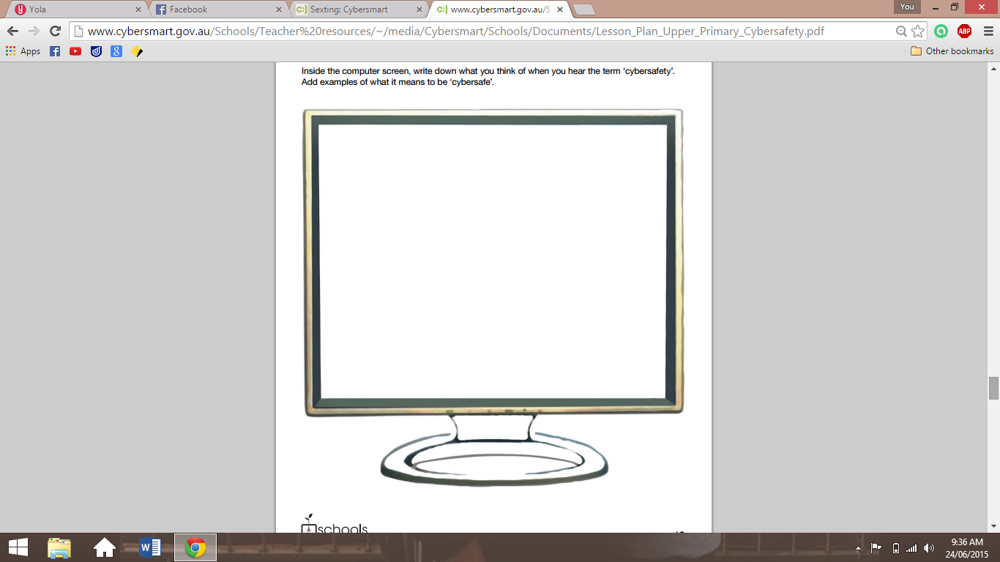 Yola
Facebook
Sexting: Cybersmart
www.cybersmart.gov.au/S
You
www.cybersmart.gov.au/Schools/Teacher%20resources/~/media/Cybersmart/Schools/Documents/Lesson_Plan_Upper_Primary_Cybersafety.pdf
ABP
Apps
Other bookmarks
Inside the computer screen, write down what you think of when you hear the term ‘cybersafety’.
Add examples of what it means to be ‘cybersafe’.
schools
9:36 AM
24/06/2015